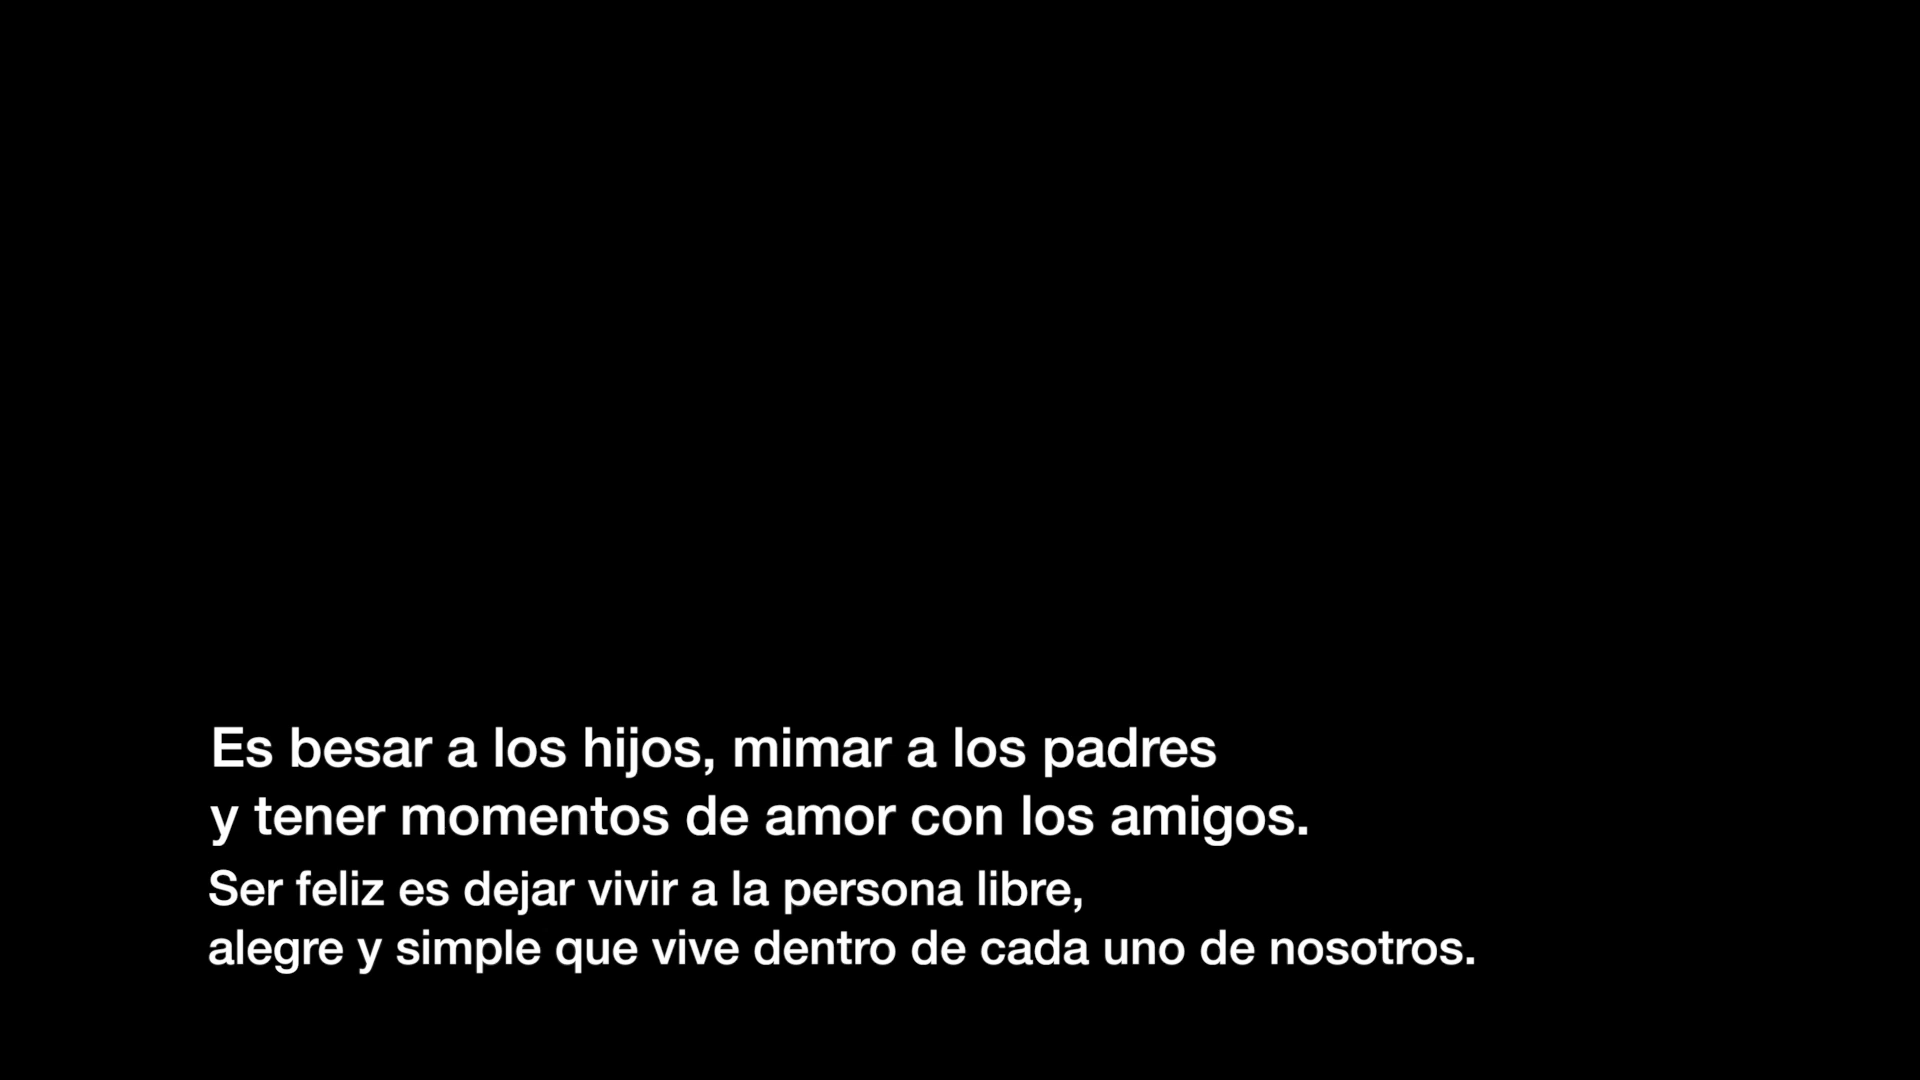 Es besar a los hijos, mimar a los padres
y tener momentos de amor con los amigos.
Ser feliz es dejar vivir a la persona libre,
alegre y simple que vive dentro de cada uno de nosotros.